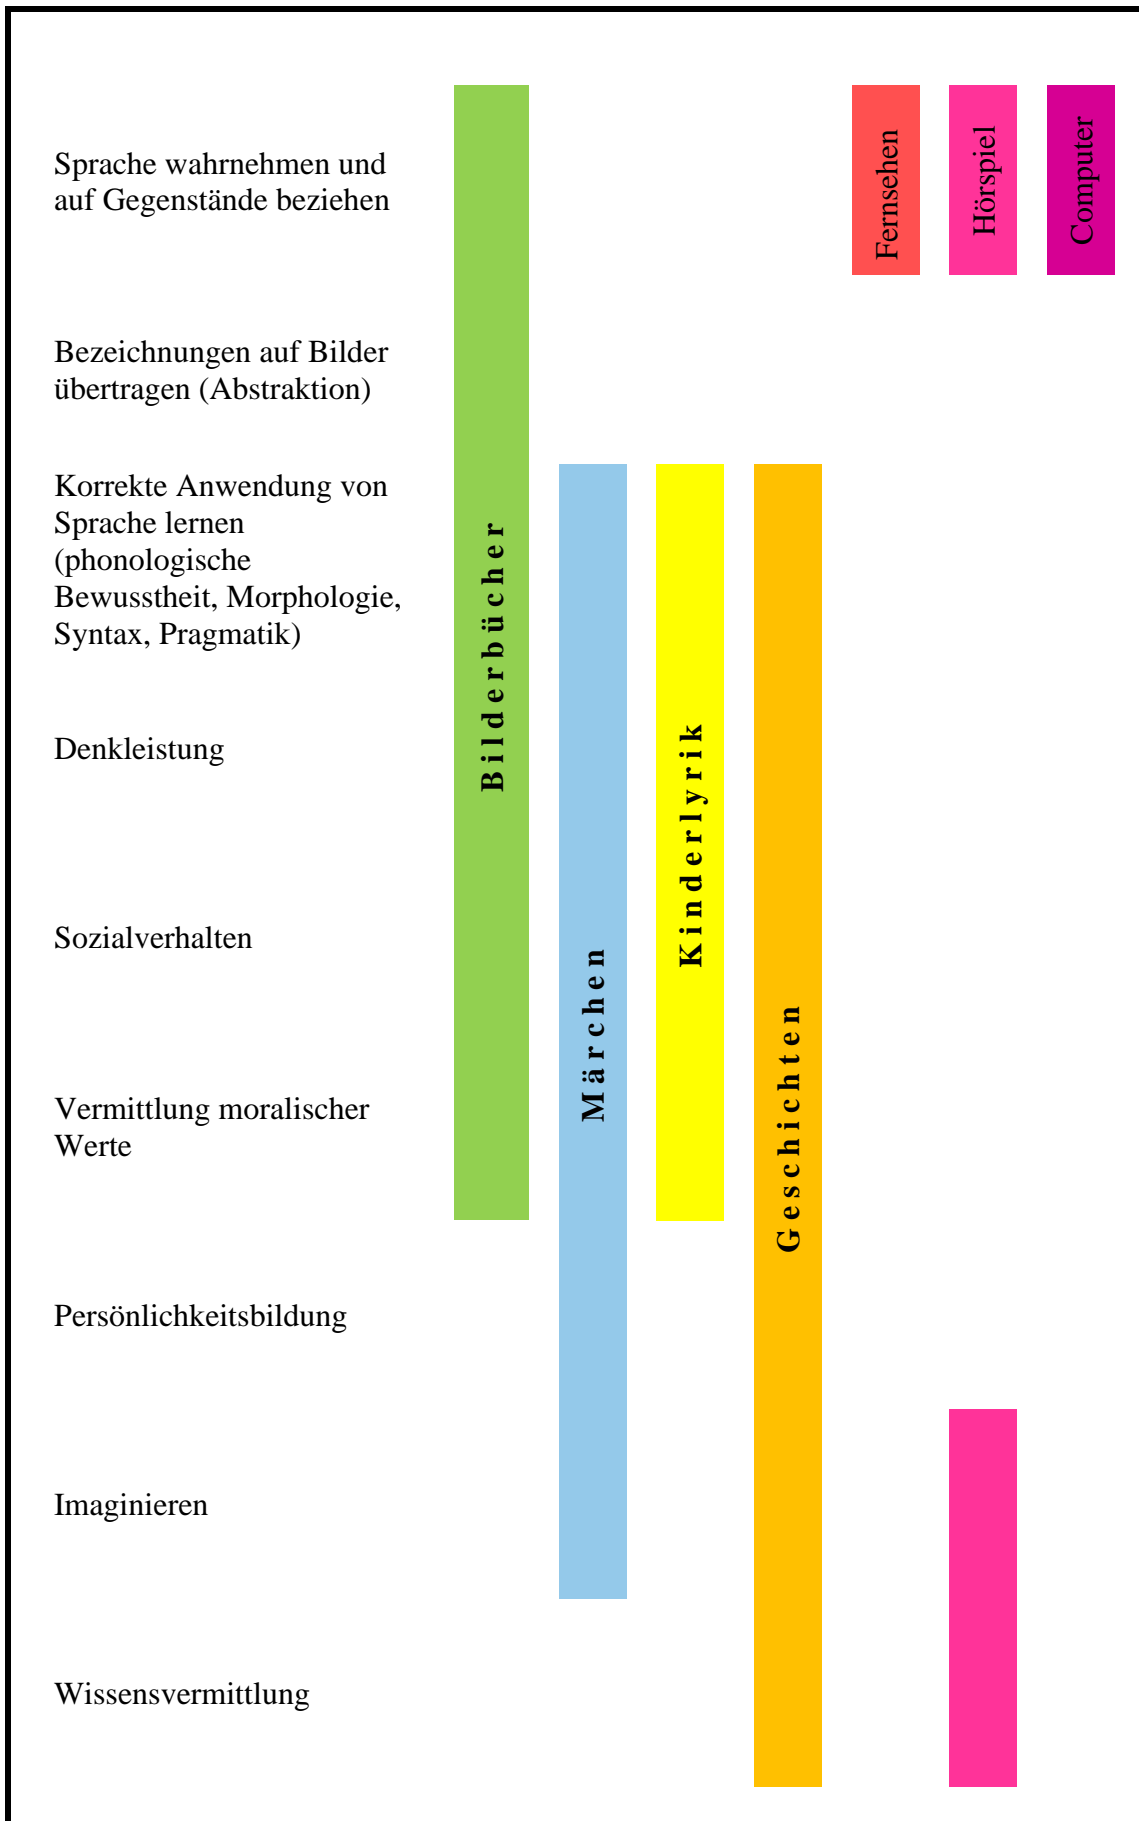 Sprache wahrnehmen und
auf Gegenstände beziehen
Bezeichnungen auf Bilder
übertragen (Abstraktion)
Korrekte Anwendung von
Sprache lernen
(phonologische
Bewusstheit, Morphologie,
Syntax, Pragmatik)
Denkleistung
Sozialverhalten
Vermittlung moralischer
Werte
Persönlichkeitsbildung
Imaginieren
Wissensvermittlung
Bilderbücher
Märchen
Kinderlyrik
Geschichten
Fernsehen
Hörspiel
Computer